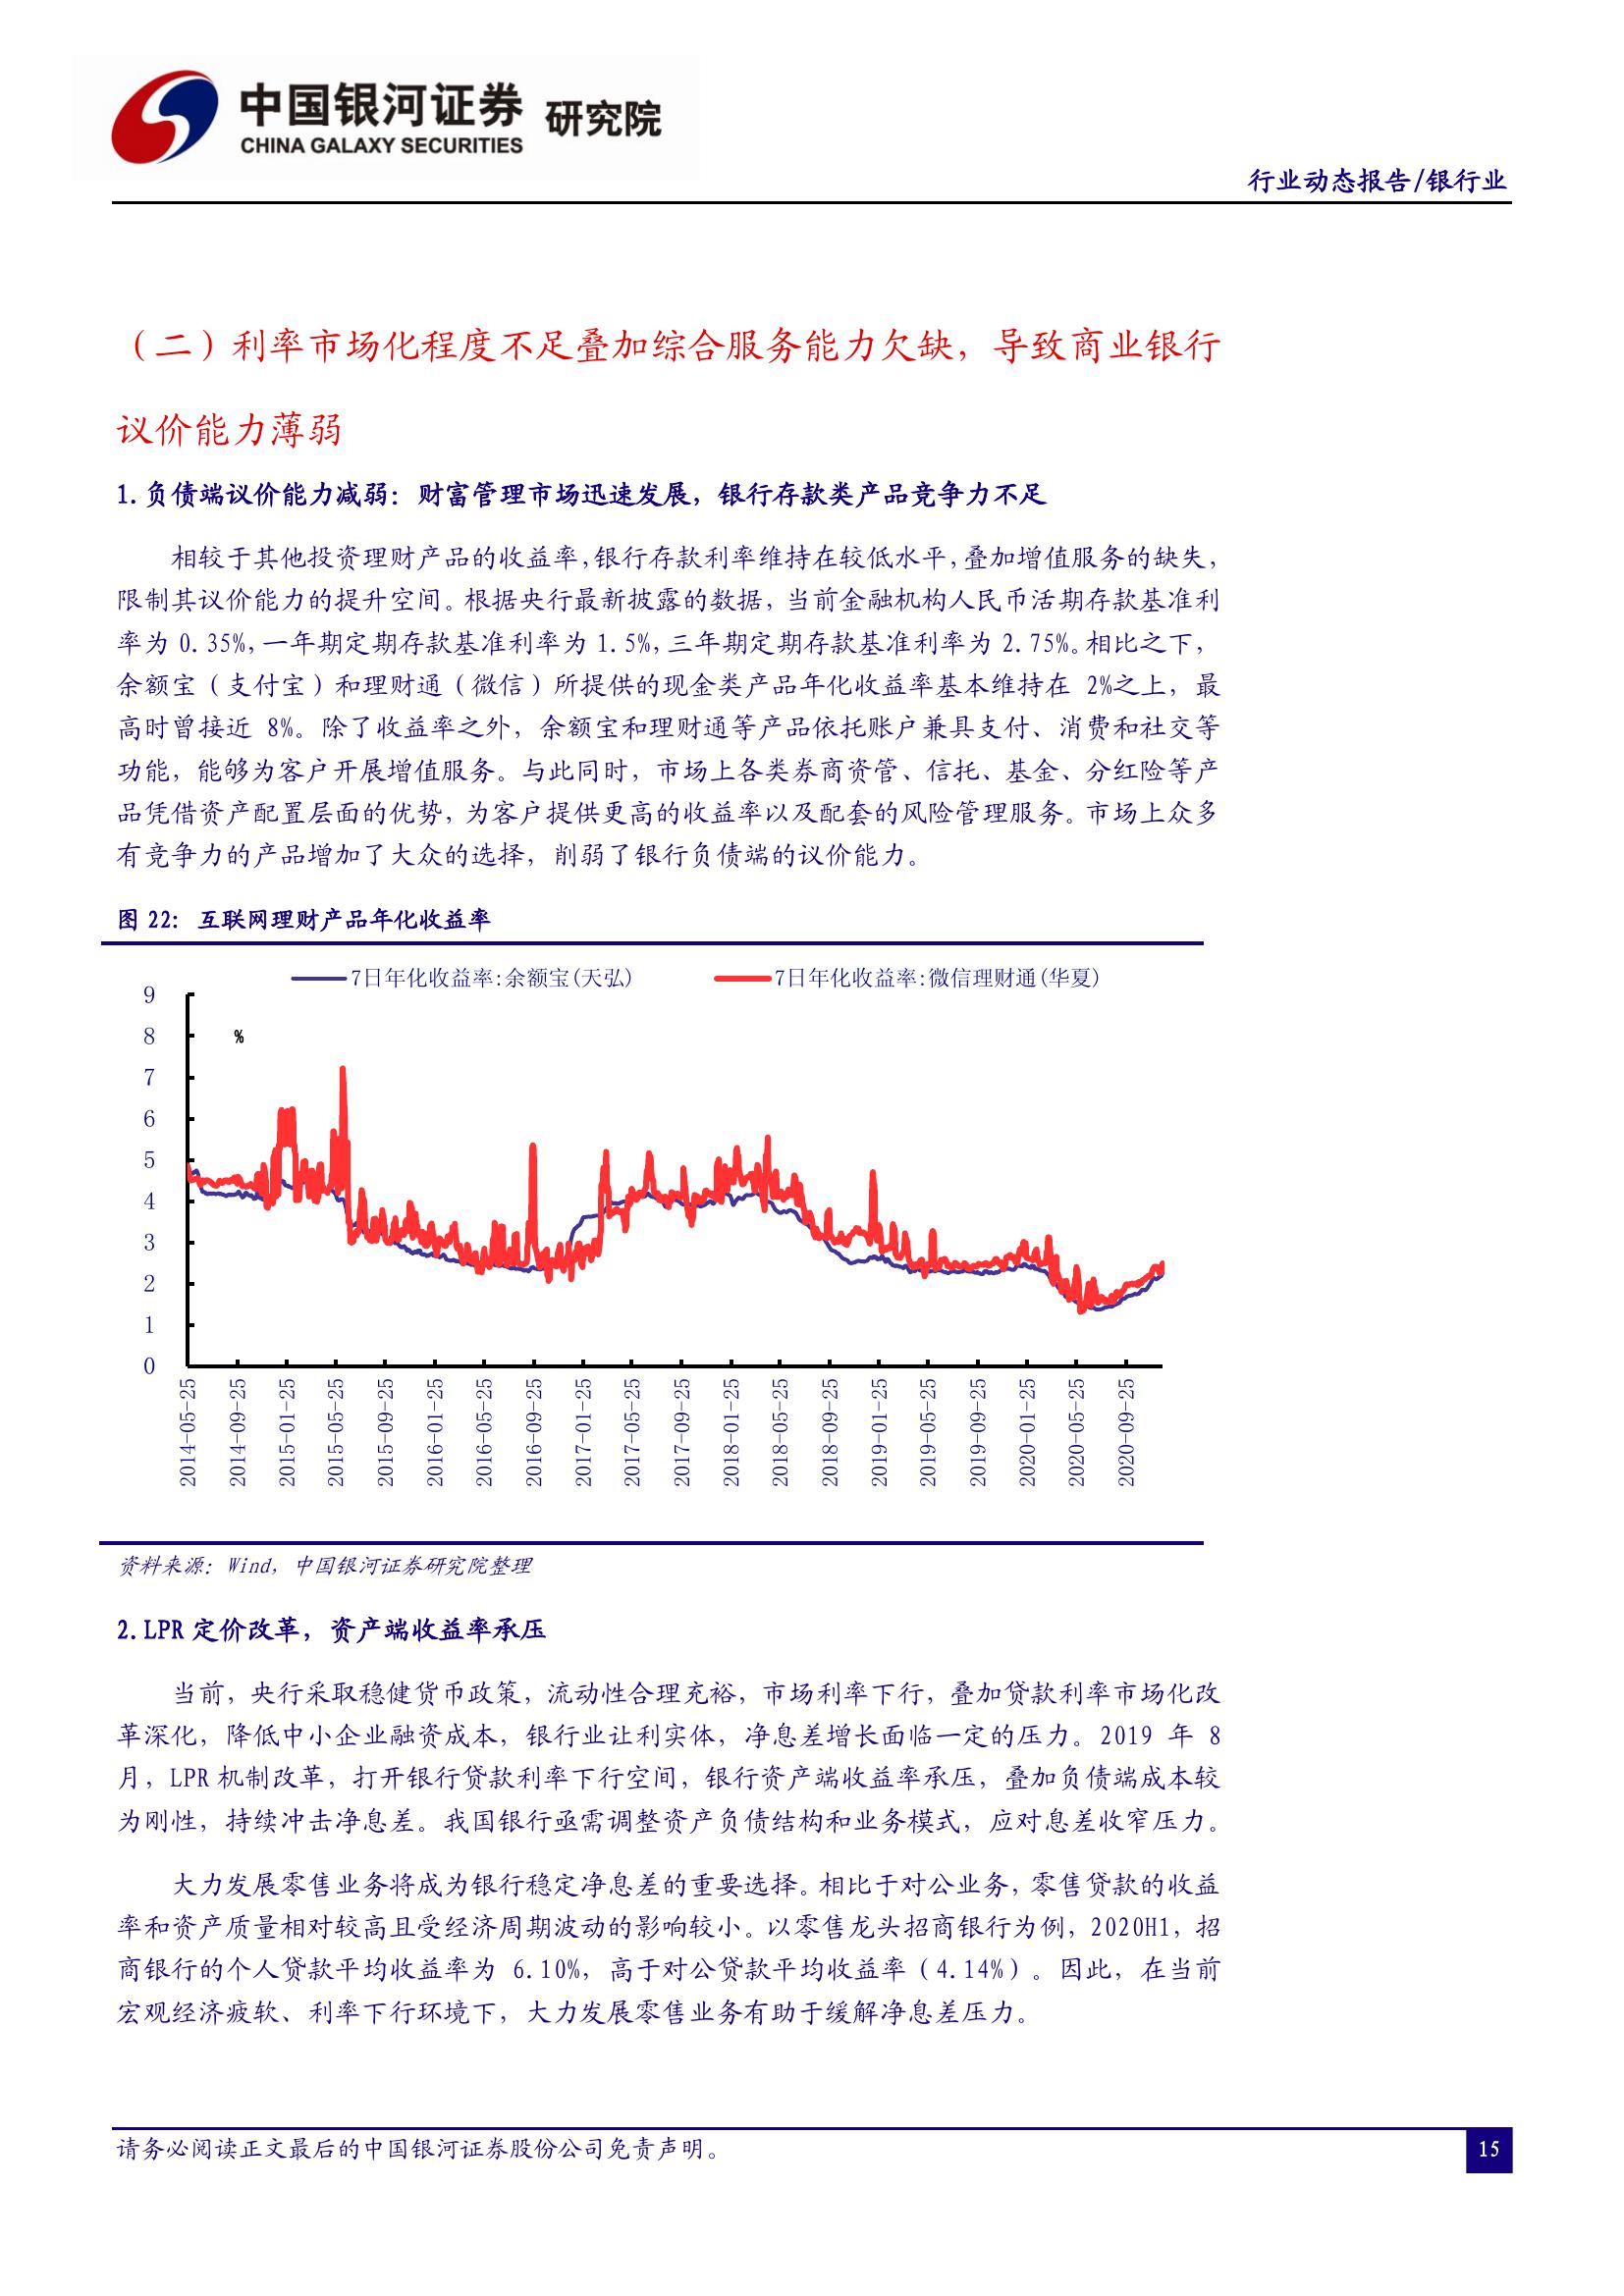 中国银河证券 研究院
CHINA GALAXY SECURITIES
行业动态报告/银行业
（二）利率市场化程度不足叠加综合服务能力欠缺，导致商业银行
议价能力薄弱
1.负债端议价能力减弱：财富管理市场迅速发展，银行存款类产品竞争力不足
相较于其他投资理财产品的收益率，银行存款利率维持在较低水平，叠加增值服务的缺失，
限制其议价能力的提升空间。根据央行最新披露的数据，当前金融机构人民币活期存款基准利
率为 0.35%，一年期定期存款基准利率为 1.5%，三年期定期存款基准利率为 2.75%。相比之下，
余额宝（支付宝）和理财通（微信）所提供的现金类产品年化收益率基本维持在 2%之上，最
高时曾接近 8%。除了收益率之外，余额宝和理财通等产品依托账户兼具支付、消费和社交等
功能，能够为客户开展增值服务。与此同时，市场上各类券商资管、信托、基金、分红险等产
品凭借资产配置层面的优势，为客户提供更高的收益率以及配套的风险管理服务。市场上众多
有竞争力的产品增加了大众的选择，削弱了银行负债端的议价能力。
图 22：互联网理财产品年化收益率
7日年化收益率:余额宝(天弘)
7日年化收益率:微信理财通(华夏)
%
9
8
7
6
5
4
3
2
1
0
2014-05-25
2014-09-25
2015-01-25
2015-05-25
2015-09-25
2016-01-25
2016-05-25
2016-09-25
2017-01-25
2017-05-25
2017-09-25
2018-01-25
2018-05-25
2018-09-25
2019-01-25
2019-05-25
2019-09-25
2020-01-25
2020-05-25
2020-09-25
资料来源：Wind，中国银河证券研究院整理
2.LPR 定价改革，资产端收益率承压
当前，央行采取稳健货币政策，流动性合理充裕，市场利率下行，叠加贷款利率市场化改
革深化，降低中小企业融资成本，银行业让利实体，净息差增长面临一定的压力。2019 年 8
月，LPR 机制改革，打开银行贷款利率下行空间，银行资产端收益率承压，叠加负债端成本较
为刚性，持续冲击净息差。我国银行亟需调整资产负债结构和业务模式，应对息差收窄压力。
大力发展零售业务将成为银行稳定净息差的重要选择。相比于对公业务，零售贷款的收益
率和资产质量相对较高且受经济周期波动的影响较小。以零售龙头招商银行为例，2020H1，招
商银行的个人贷款平均收益率为 6.10%，高于对公贷款平均收益率（4.14%）。因此，在当前
宏观经济疲软、利率下行环境下，大力发展零售业务有助于缓解净息差压力。
请务必阅读正文最后的中国银河证券股份公司免责声明。
15